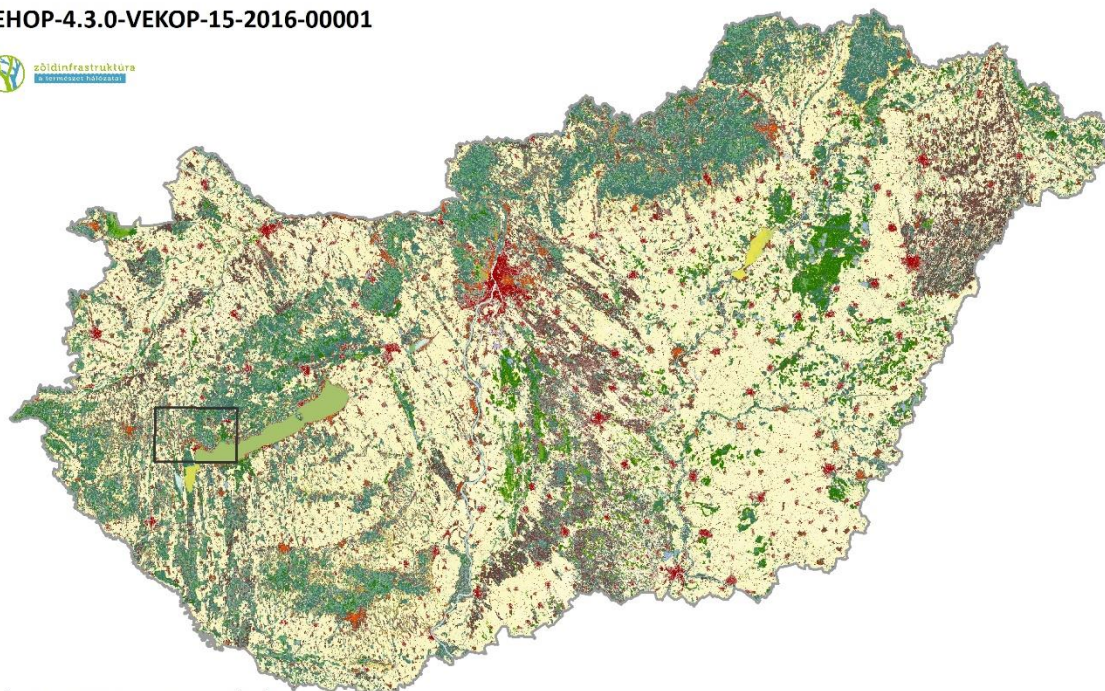 EHOP-4.3.0-VEKOP-15-2016-00001
zöldinfrastruktúra
a természet hálózatai